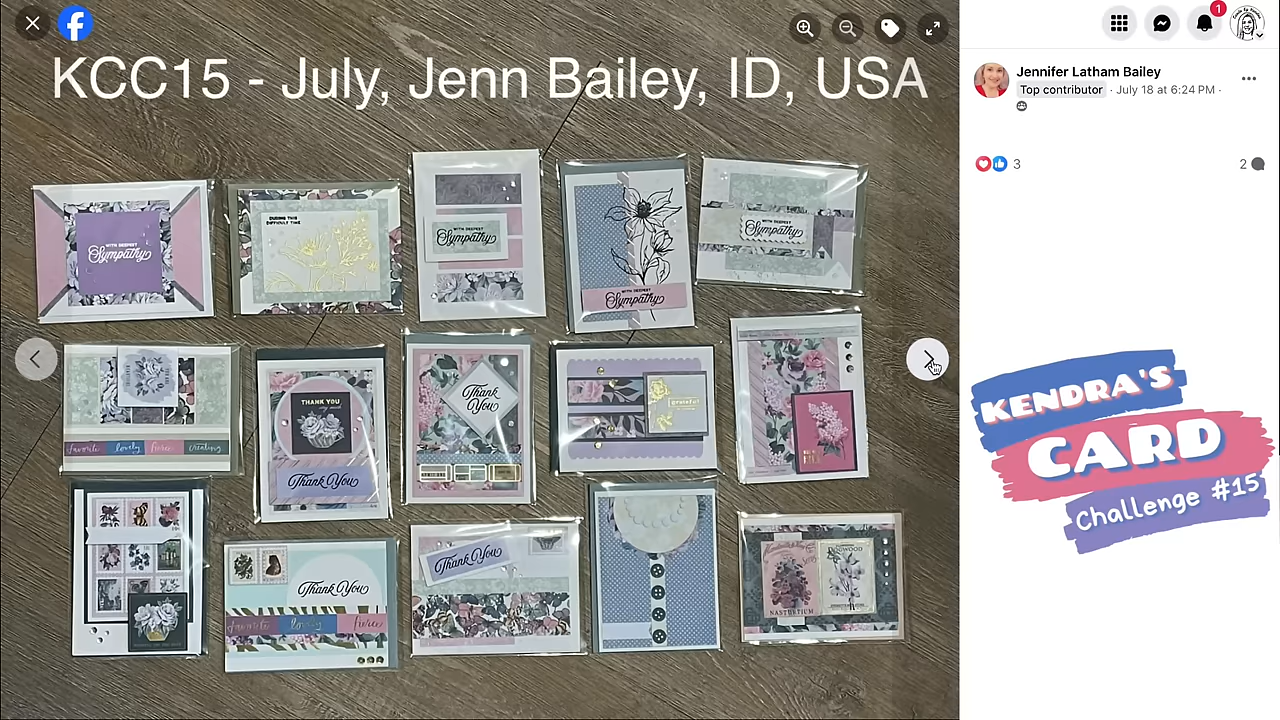 KCC15 - July, Jenn Bailey, ID, USA
1
Jennifer Latham Bailey
Top contributor · July 18 at 6:24 PM ·
3
2
WITH DEEPEST
Sympathy
DURING THIS
DIFFICULT TIME
WITH DEEPEST
Sympathy
WITH DEEPEST
Sympathy
WITH DEEPEST
Sympathy
favorite lovely fierce creating
THANK YOU
Thank You
Thank
You
grateful
Thank You
favorite lovely fierce
Thank You
DOGWOOD
NASTURTIUM
KENDRA'S
CARD
Challenge #15